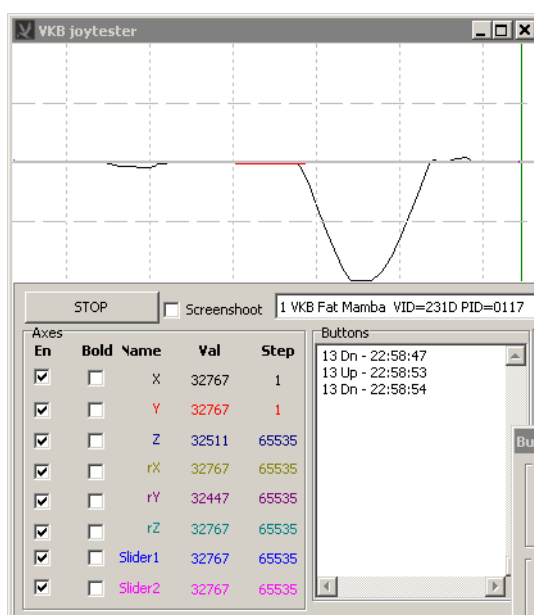 VKB joytester
STOP
Screenshoot
1 VKB Fat Mamba VID=231D PID=0117
Axes
En Bold Name Val Step
X 32767 1
Y 32767 1
Z 32511 65535
rX 32767 65535
rY 32447 65535
rZ 32767 65535
Slider1 32767 65535
Slider2 32767 65535
Buttons
13 Dn - 22:58:47
13 Up - 22:58:53
13 Dn - 22:58:54
Bu